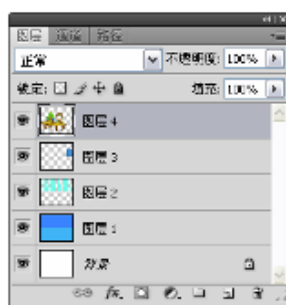 图层 通道 路径
正常 不透明度: 100%
锁定: 填充: 100%
图层 4
图层 3
图层 2
图层 1
背景
fx.